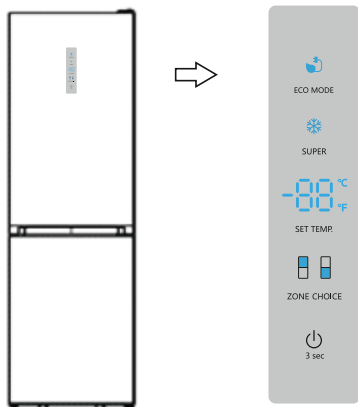 ECO MODE
SUPER
-88 °C
°F
SET TEMP.
ZONE CHOICE
3 sec